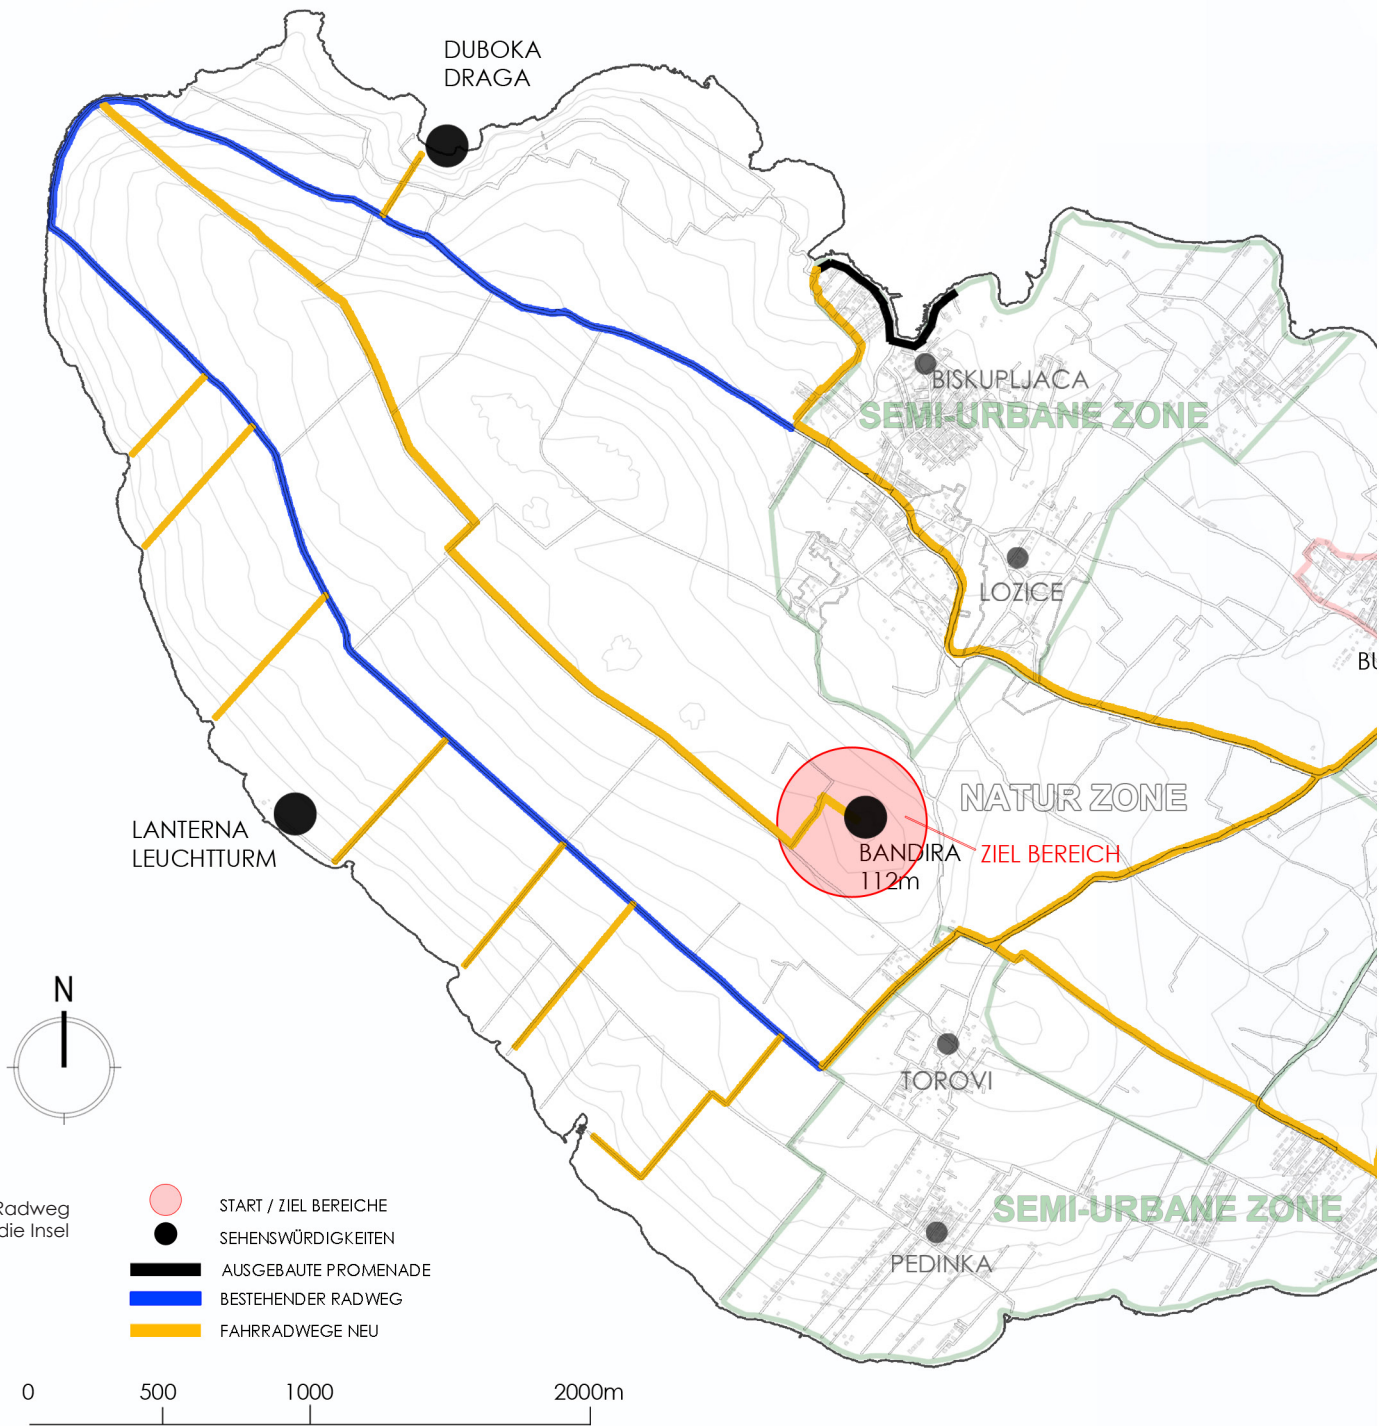 DUBOKA
DRAGA
BISKUPLJACA
SEMI-URBANE ZONE
LOZICE
BU
NATUR ZONE
LANTERNA
LEUCHTTURM
BANDIRA
112m
ZIEL BEREICH
N
TOROVI
SEMI-URBANE ZONE
PEDINKA
Radweg
die Insel
START / ZIEL BEREICHE
SEHENSWÜRDIGKEITEN
AUSGEBAUTE PROMENADE
BESTEHENDER RADWEG
FAHRRADWEGE NEU
0 500 1000 2000m